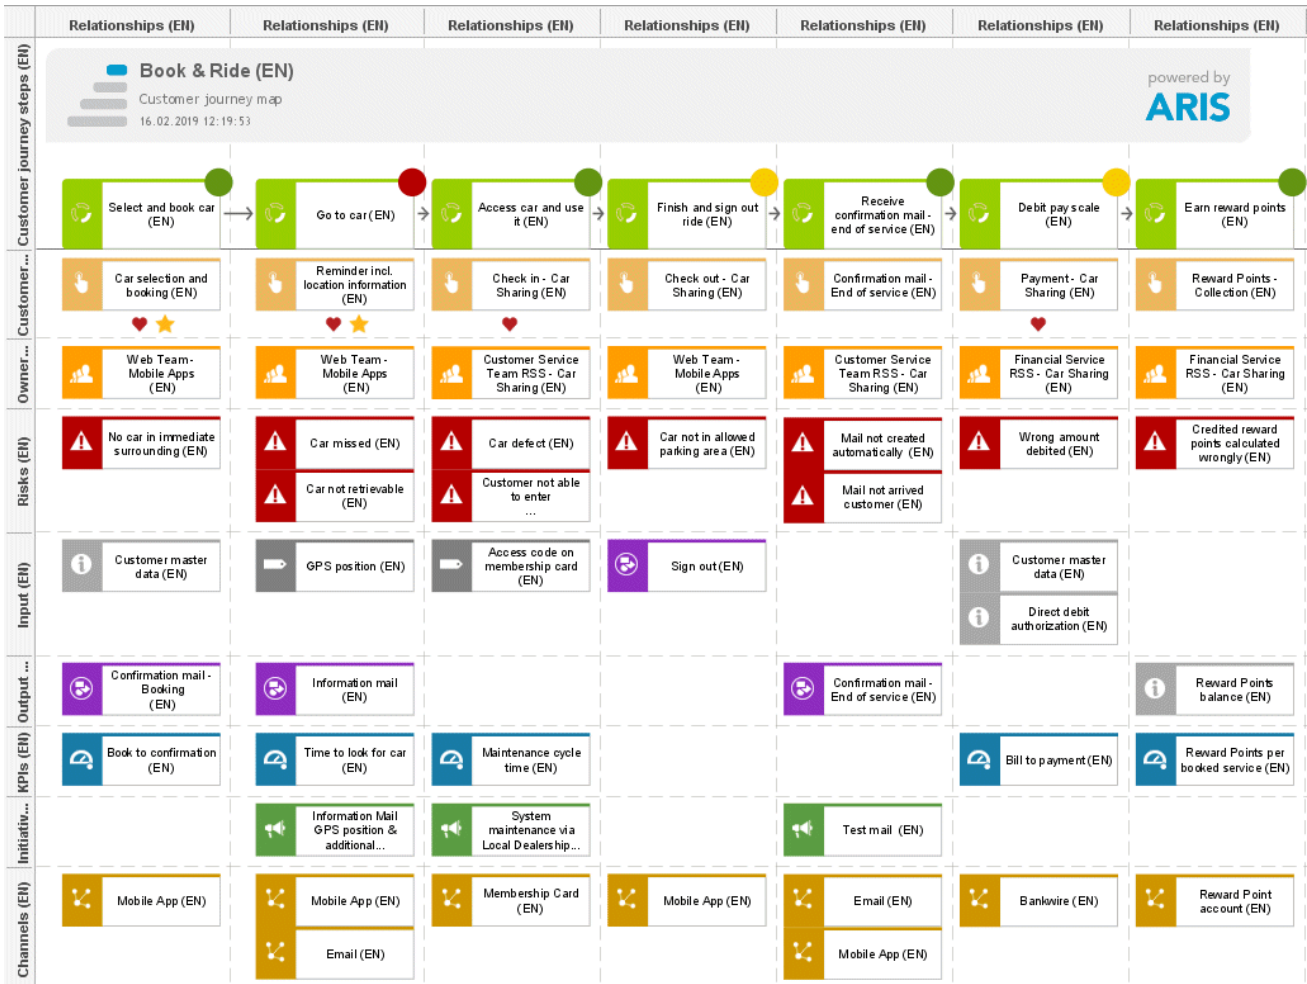 Relationships (EN) Relationships (EN) Relationships (EN) Relationships (EN) Relationships (EN) Relationships (EN) Relationships (EN)
Customer journey steps (EN)
Book & Ride (EN)
Customer journey map
16.02.2019 12:19:53
powered by
ARIS
Select and book car
(EN)
Go to car (EN)
Access car and use
it (EN)
Finish and sign out
ride (EN)
Receive
confirmation mail -
end of service (EN)
Debit pay scale
(EN)
Earn reward points
(EN)
Customer...
Car selection and
booking (EN)
Reminder incl.
location information
(EN)
Check in - Car
Sharing (EN)
Check out - Car
Sharing (EN)
Confirmation mail -
End of service (EN)
Payment - Car
Sharing (EN)
Reward Points -
Collection (EN)
Owner...
Web Team -
Mobile Apps
(EN)
Web Team -
Mobile Apps
(EN)
Customer Service
Team RSS - Car
Sharing (EN)
Web Team -
Mobile Apps
(EN)
Customer Service
Team RSS - Car
Sharing (EN)
Financial Service
RSS - Car Sharing
(EN)
Financial Service
RSS - Car Sharing
(EN)
Risks (EN)
No car in immediate
surrounding (EN)
Car missed (EN)
Car not retrievable
(EN)
Car defect (EN)
Customer not able
to enter
...
Car not in allowed
parking area (EN)
Mail not created
automatically (EN)
Mail not arrived
customer (EN)
Wrong amount
debited (EN)
Credited reward
points calculated
wrongly (EN)
Input (EN)
Customer master
data (EN)
GPS position (EN)
Access code on
membership card
(EN)
Sign out (EN)
Customer master
data (EN)
Direct debit
authorization (EN)
Output ...
Confirmation mail -
Booking
(EN)
Information mail
(EN)
Confirmation mail -
End of service (EN)
Reward Points
balance (EN)
KPIs (EN)
Book to confirmation
(EN)
Time to look for car
(EN)
Maintenance cycle
time (EN)
Bill to payment (EN)
Reward Points per
booked service (EN)
Initiativ...
Information Mail
GPS position &
additional...
System
maintenance via
Local Dealership...
Test mail (EN)
Channels (EN)
Mobile App (EN)
Mobile App (EN)
Email (EN)
Membership Card
(EN)
Mobile App (EN)
Email (EN)
Mobile App (EN)
Bankwire (EN)
Reward Point
account (EN)